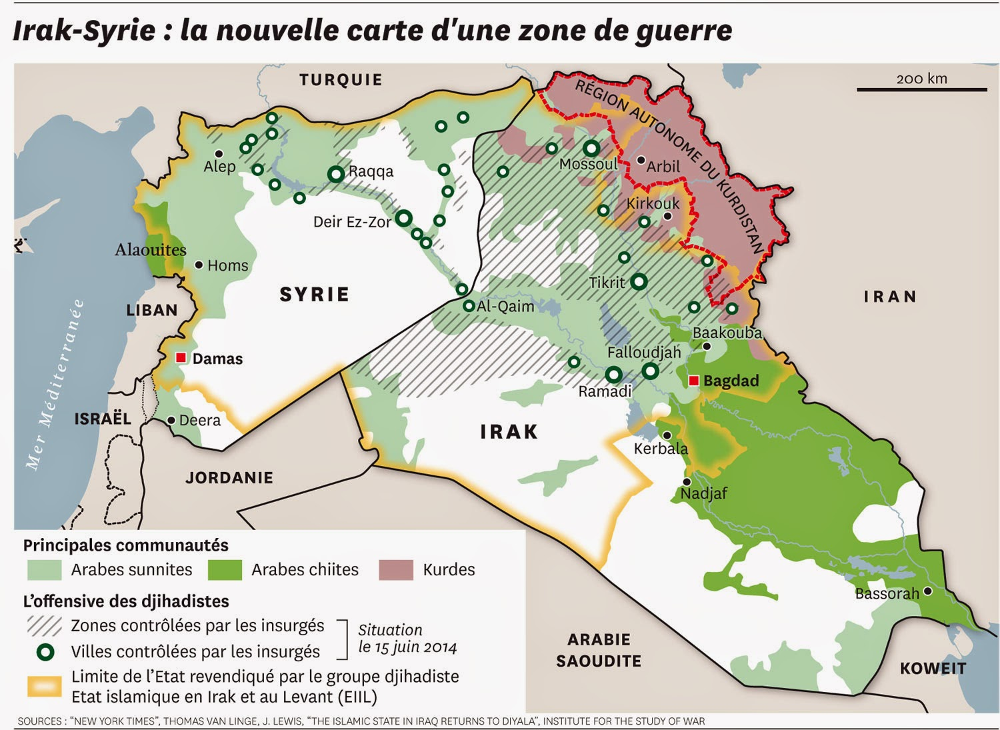 Irak-Syrie : la nouvelle carte d'une zone de guerre
TURQUIE
200 km
RÉGION AUTONOME DU KURDISTAN
Alep
Raqqa
Mossoul
Arbil
Deir Ez-Zor
Kirkouk
Alaouites
Homs
SYRIE
Tikrit
IRAN
LIBAN
Al-Qaim
Mer Méditerranée
Baakouba
Damas
Falloudjah
Bagdad
Ramadi
ISRAËL
Deera
IRAK
Kerbala
JORDANIE
Nadjaf
Bassorah
ARABIE
SAOUDITE
KOWEIT
Principales communautés
Arabes sunnites
Arabes chiites
Kurdes
L'offensive des djihadistes
Zones contrôlées par les insurgés
Villes contrôlées par les insurgés
Situation
le 15 juin 2014
Limite de l'Etat revendiqué par le groupe djihadiste
Etat islamique en Irak et au Levant (EIIL)
SOURCES : "NEW YORK TIMES", THOMAS VAN LINGE, J. LEWIS, "THE ISLAMIC STATE IN IRAQ RETURNS TO DIYALA", INSTITUTE FOR THE STUDY OF WAR